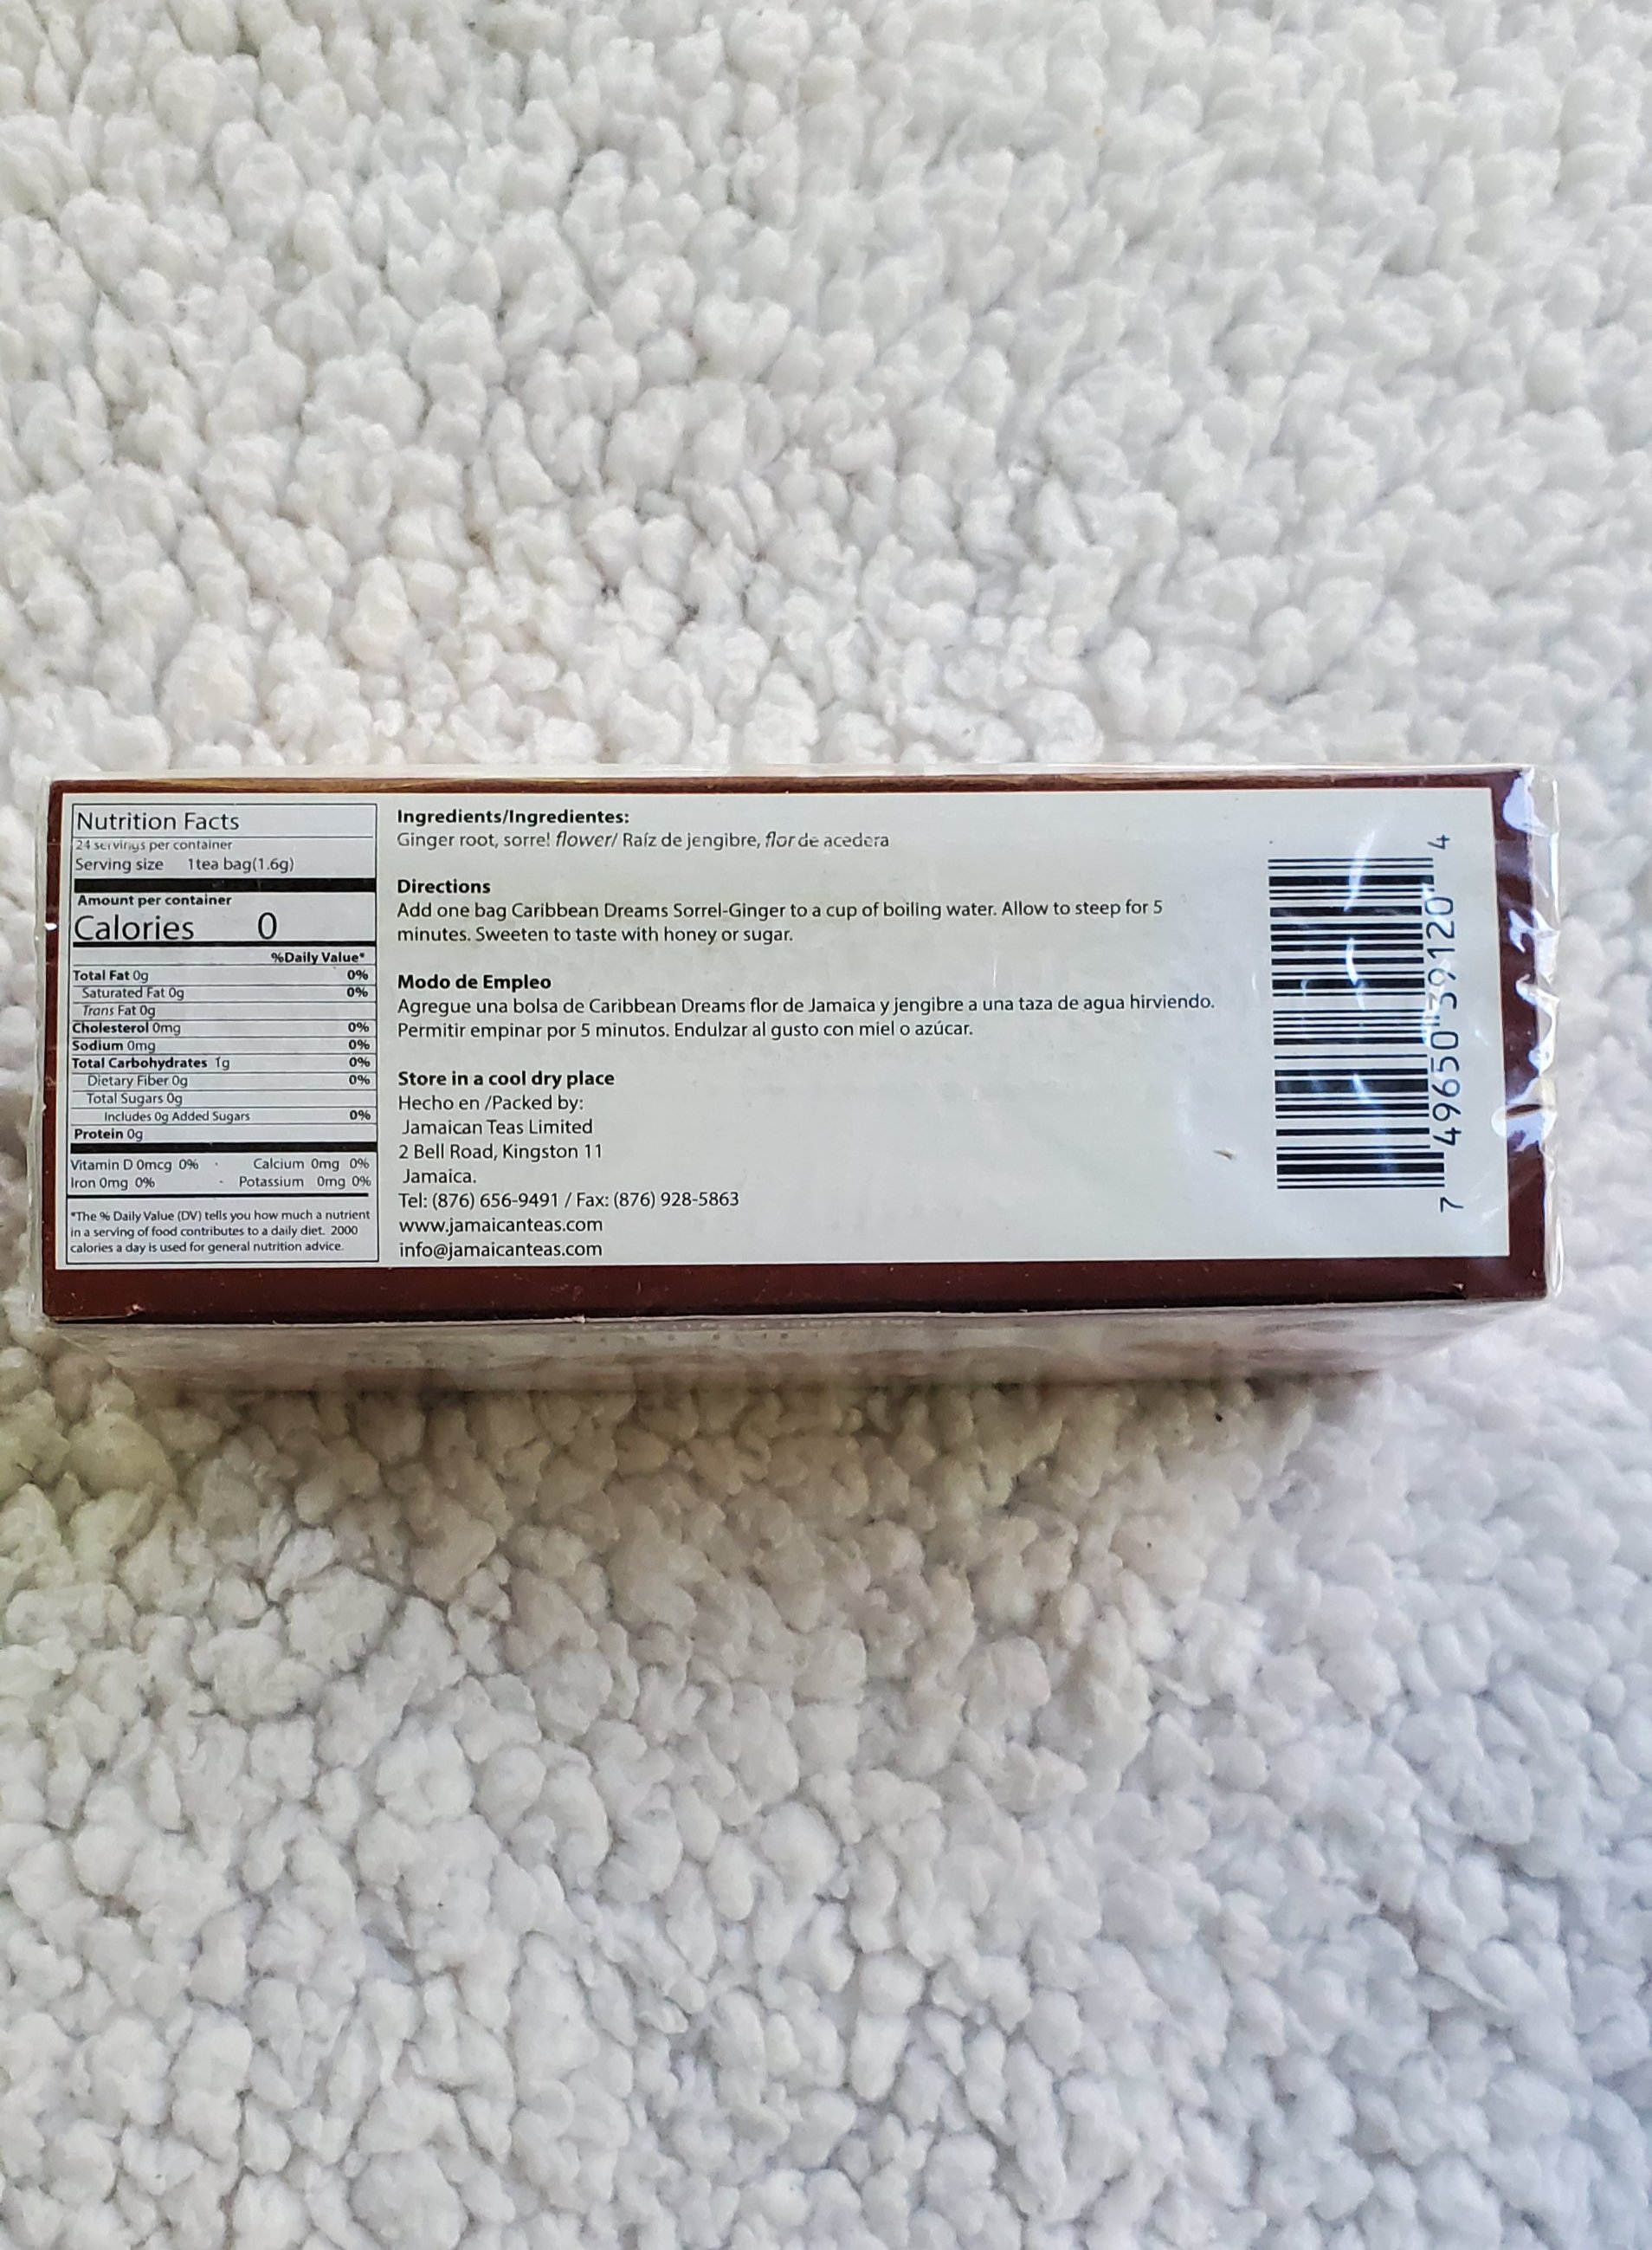 Nutrition Facts
24 servings per container
Serving size 1tea bag(1.6g)
Amount per container
Calories 0
%Daily Value*
Total Fat 0g 0%
Saturated Fat 0g 0%
Trans Fat 0g
Cholesterol 0mg 0%
Sodium 0mg 0%
Total Carbohydrates 1g 0%
Dietary Fiber 0g 0%
Total Sugars 0g
Includes 0g Added Sugars 0%
Protein 0g
Vitamin D 0mcg 0% · Calcium 0mg 0%
Iron 0mg 0% · Potassium 0mg 0%
*The % Daily Value (DV) tells you how much a nutrient
in a serving of food contributes to a daily diet. 2000
calories a day is used for general nutrition advice.
Ingredients/Ingredientes:
Ginger root, sorrel flower/ Raíz de jengibre, flor de acedera
Directions
Add one bag Caribbean Dreams Sorrel-Ginger to a cup of boiling water. Allow to steep for 5
minutes. Sweeten to taste with honey or sugar.
Modo de Empleo
Agregue una bolsa de Caribbean Dreams flor de Jamaica y jengibre a una taza de agua hirviendo.
Permitir empinar por 5 minutos. Endulzar al gusto con miel o azúcar.
Store in a cool dry place
Hecho en /Packed by:
Jamaican Teas Limited
2 Bell Road, Kingston 11
Jamaica.
Tel: (876) 656-9491 / Fax: (876) 928-5863
www.jamaicanteas.com
info@jamaicanteas.com
7 49650 39120 4